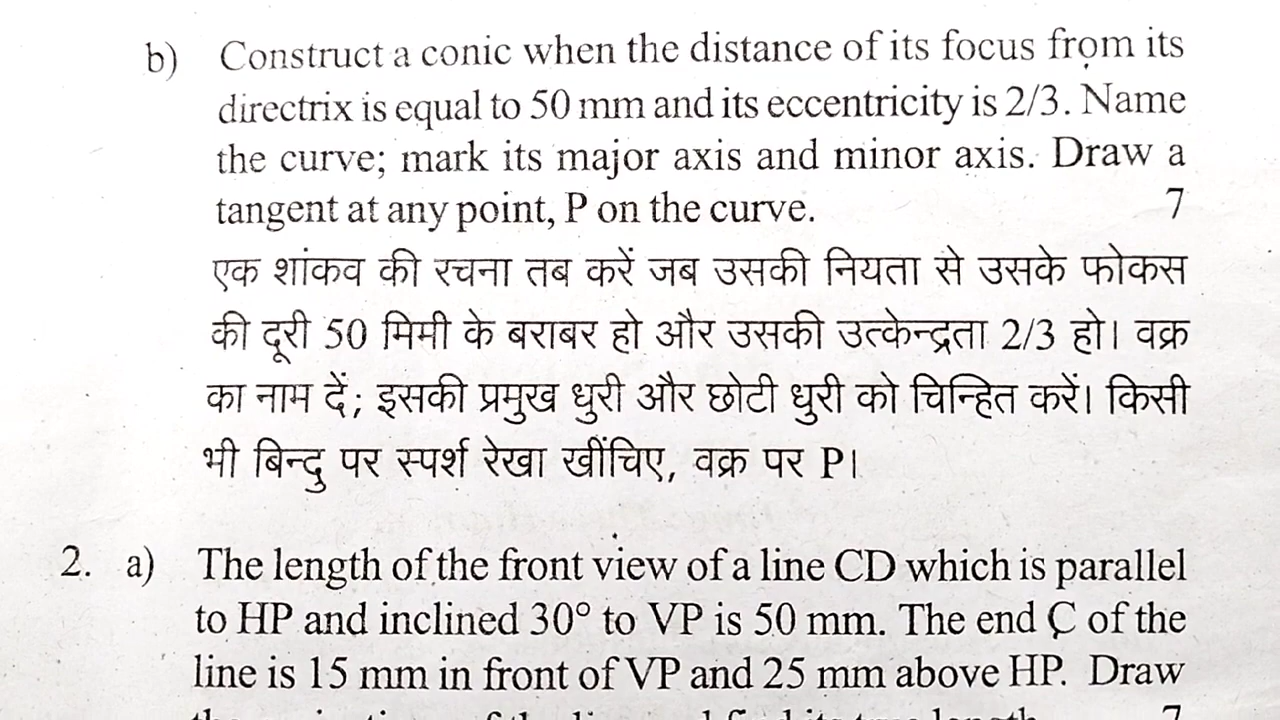 b) Construct a conic when the distance of its focus from its
directrix is equal to 50 mm and its eccentricity is 2/3. Name
the curve; mark its major axis and minor axis. Draw a
tangent at any point, P on the curve. 7
एक शांकव की रचना तब करें जब उसकी नियता से उसके फोकस
की दूरी 50 मिमी के बराबर हो और उसकी उत्केन्द्रता 2/3 हो। वक्र
का नाम दें; इसकी प्रमुख धुरी और छोटी धुरी को चिन्हित करें। किसी
भी बिन्दु पर स्पर्श रेखा खींचिए, वक्र पर P।
2. a) The length of the front view of a line CD which is parallel
to HP and inclined 30° to VP is 50 mm. The end C of the
line is 15 mm in front of VP and 25 mm above HP. Draw